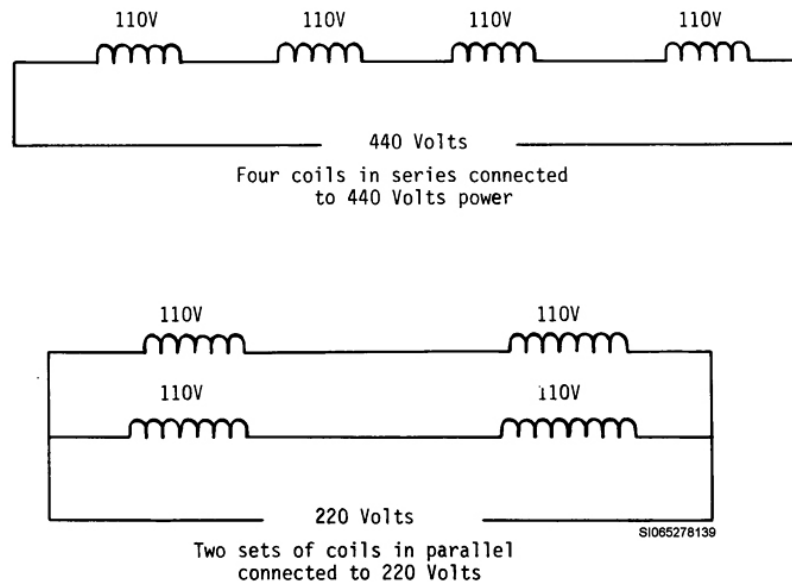 110V 110V 110V 110V
440 Volts
Four coils in series connected
to 440 Volts power
110V 110V
110V 110V
220 Volts
SI065278139
Two sets of coils in parallel
connected to 220 Volts